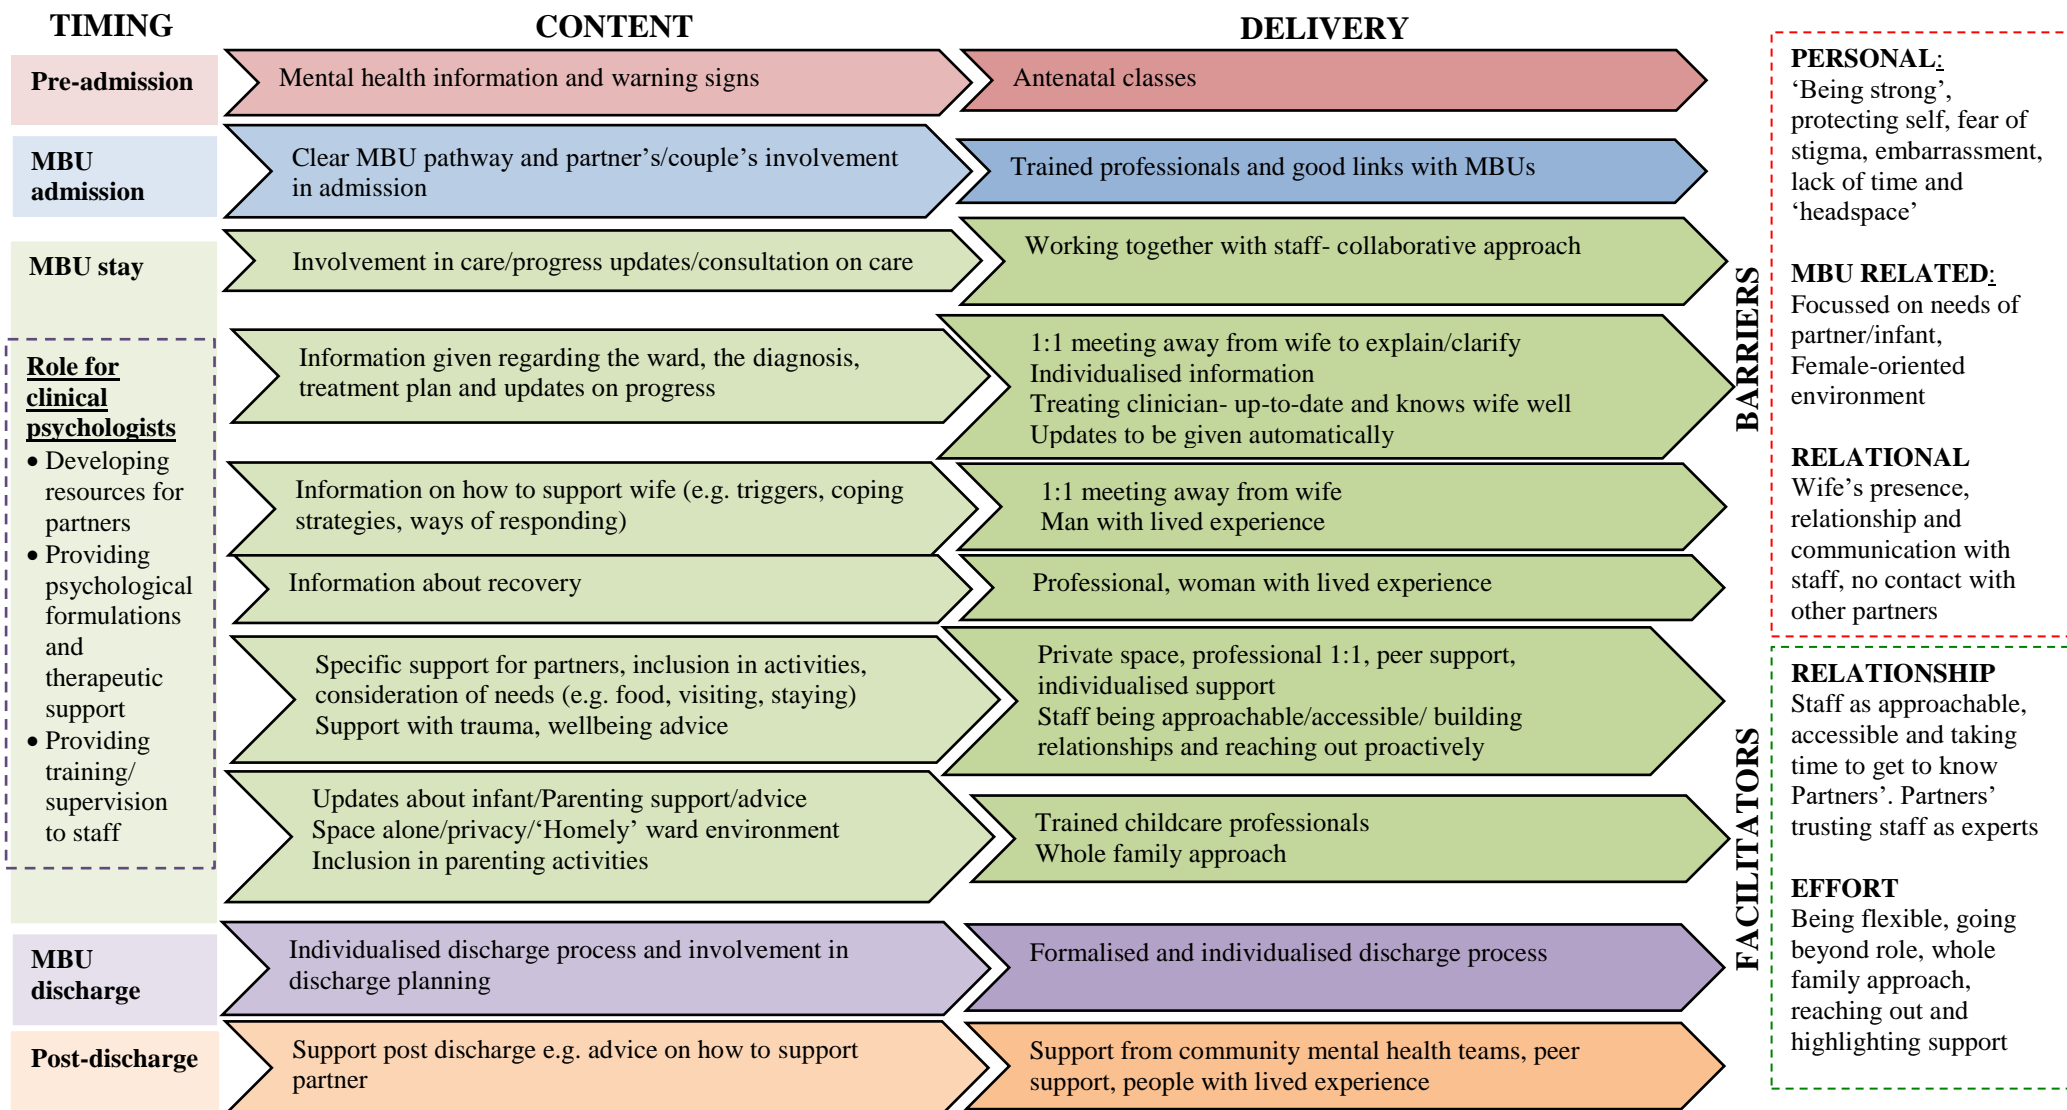 TIMING
CONTENT
DELIVERY
Pre-admission
Mental health information and warning signs
Antenatal classes
MBU
admission
Clear MBU pathway and partner’s/couple’s involvement
in admission
Trained professionals and good links with MBUs
MBU stay
Involvement in care/progress updates/consultation on care
Working together with staff- collaborative approach
Information given regarding the ward, the diagnosis,
treatment plan and updates on progress
1:1 meeting away from wife to explain/clarify
Individualised information
Treating clinician- up-to-date and knows wife well
Updates to be given automatically
Role for
clinical
psychologists
• Developing
resources for
partners
• Providing
psychological
formulations
and
therapeutic
support
• Providing
training/
supervision
to staff
Information on how to support wife (e.g. triggers, coping
strategies, ways of responding)
1:1 meeting away from wife
Man with lived experience
Information about recovery
Professional, woman with lived experience
Specific support for partners, inclusion in activities,
consideration of needs (e.g. food, visiting, staying)
Support with trauma, wellbeing advice
Private space, professional 1:1, peer support,
individualised support
Staff being approachable/accessible/ building
relationships and reaching out proactively
Updates about infant/Parenting support/advice
Space alone/privacy/‘Homely’ ward environment
Inclusion in parenting activities
Trained childcare professionals
Whole family approach
MBU
discharge
Individualised discharge process and involvement in
discharge planning
Formalised and individualised discharge process
Post-discharge
Support post discharge e.g. advice on how to support
partner
Support from community mental health teams, peer
support, people with lived experience
BARRIERS
PERSONAL:
‘Being strong’,
protecting self, fear of
stigma, embarrassment,
lack of time and
‘headspace’
MBU RELATED:
Focussed on needs of
partner/infant,
Female-oriented
environment
RELATIONAL
Wife’s presence,
relationship and
communication with
staff, no contact with
other partners
FACILITATORS
RELATIONSHIP
Staff as approachable,
accessible and taking
time to get to know
Partners’. Partners’
trusting staff as experts
EFFORT
Being flexible, going
beyond role, whole
family approach,
reaching out and
highlighting support